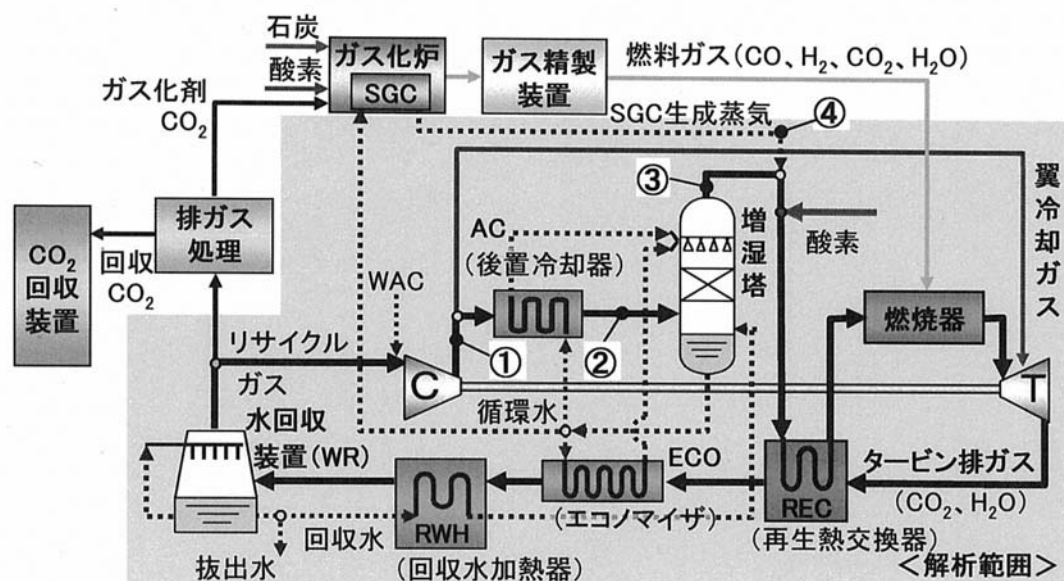 石炭
酸素
ガス化剤
CO₂
ガス化炉
SGC
ガス精製
装置
燃料ガス(CO、H₂、CO₂、H₂O)
SGC生成蒸気
④
③
翼冷却ガス
増湿塔
酸素
CO₂
回収
装置
回収
CO₂
排ガス
処理
AC
(後置冷却器)
WAC
①
②
燃焼器
リサイクル
ガス
C
T
循環水
水回収
装置(WR)
ECO
(エコノマイザ)
タービン排ガス
(CO₂、H₂O)
REC
(再生熱交換器)
RWH
(回収水加熱器)
回収水
抜出水
<解析範囲>